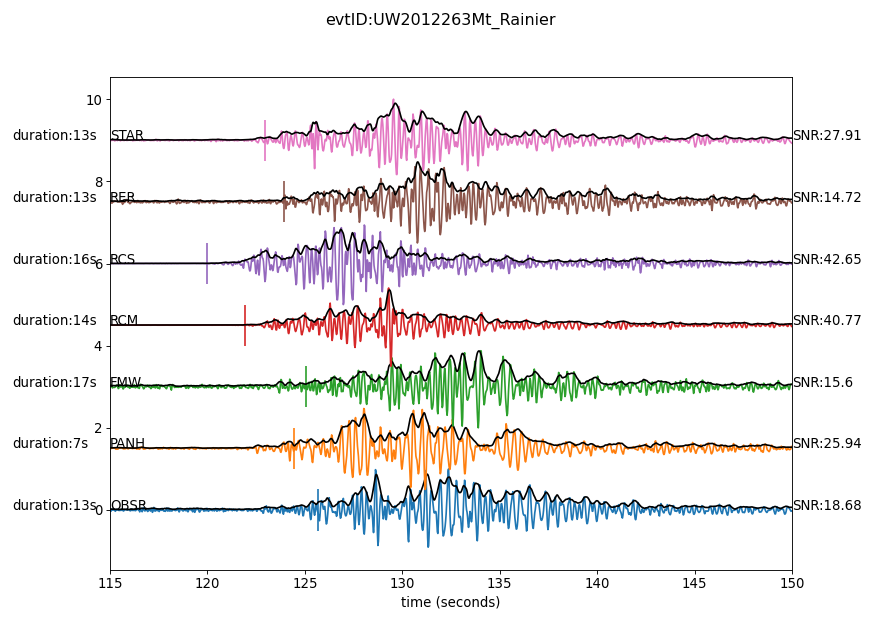 evtID:UW2012263Mt_Rainier
10
duration:13s STAR SNR:27.91
8
duration:13s RER SNR:14.72
duration:16s RCS SNR:42.65
6
duration:14s RCM SNR:40.77
4
duration:17s FMW SNR:15.6
2
duration:7s PANH SNR:25.94
duration:13s OBSR SNR:18.68
0
115 120 125 130 135 140 145 150
time (seconds)